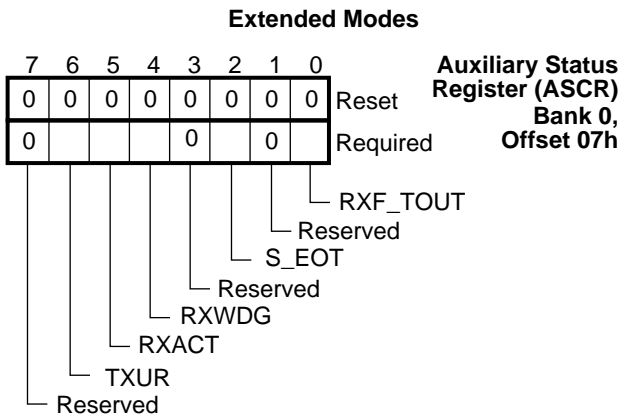 Extended Modes
7 6 5 4 3 2 1 0
Auxiliary Status
Register (ASCR)
Bank 0,
Offset 07h
0 0 0 0 0 0 0 0 Reset
0 0 0 Required
RXF_TOUT
Reserved
S_EOT
Reserved
RXWDG
RXACT
TXUR
Reserved